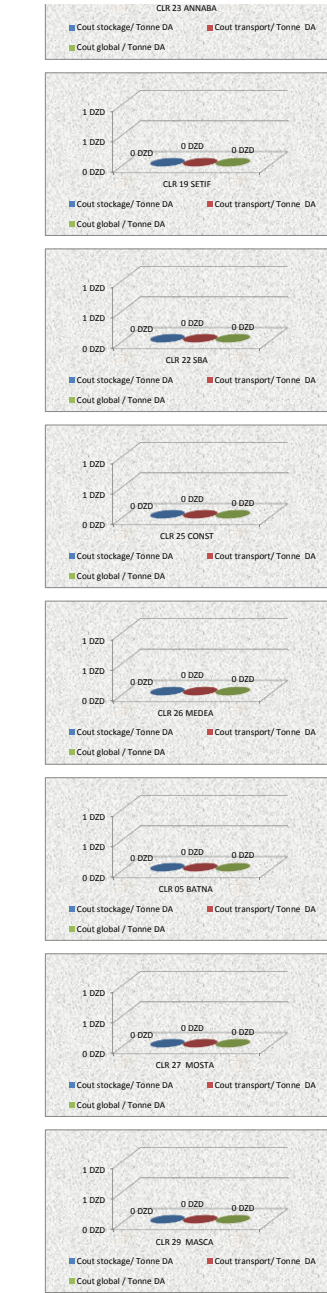 CLR 23 ANNABA
Cout stockage/ Tonne DA Cout transport/ Tonne DA
Cout global / Tonne DA
1 DZD
1 DZD
0 DZD 0 DZD 0 DZD
0 DZD
CLR 19 SETIF
Cout stockage/ Tonne DA Cout transport/ Tonne DA
Cout global / Tonne DA
1 DZD
1 DZD
0 DZD 0 DZD 0 DZD
0 DZD
CLR 22 SBA
Cout stockage/ Tonne DA Cout transport/ Tonne DA
Cout global / Tonne DA
1 DZD
1 DZD
0 DZD 0 DZD 0 DZD
0 DZD
CLR 25 CONST
Cout stockage/ Tonne DA Cout transport/ Tonne DA
Cout global / Tonne DA
1 DZD
1 DZD
0 DZD 0 DZD 0 DZD
0 DZD
CLR 26 MEDEA
Cout stockage/ Tonne DA Cout transport/ Tonne DA
Cout global / Tonne DA
1 DZD
1 DZD
0 DZD 0 DZD 0 DZD
0 DZD
CLR 05 BATNA
Cout stockage/ Tonne DA Cout transport/ Tonne DA
Cout global / Tonne DA
1 DZD
1 DZD
0 DZD 0 DZD 0 DZD
0 DZD
CLR 27 MOSTA
Cout stockage/ Tonne DA Cout transport/ Tonne DA
Cout global / Tonne DA
1 DZD
1 DZD
0 DZD 0 DZD 0 DZD
0 DZD
CLR 29 MASCA
Cout stockage/ Tonne DA Cout transport/ Tonne DA
Cout global / Tonne DA